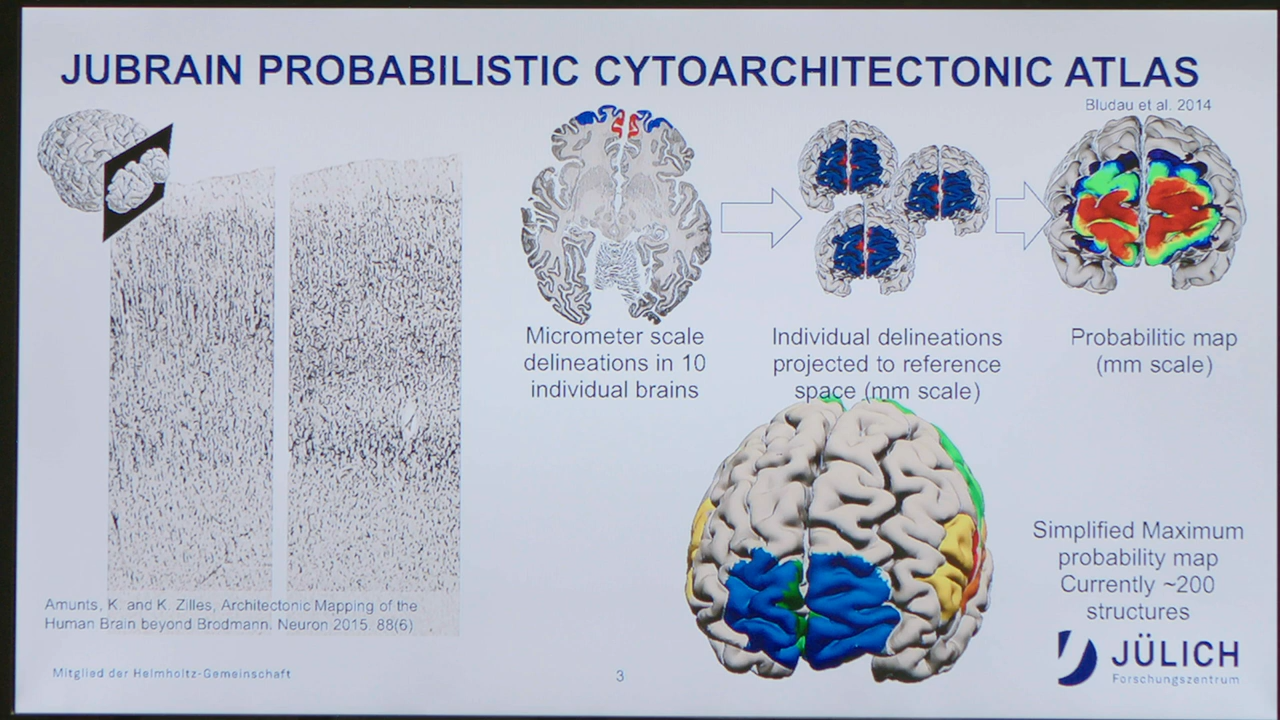 JUBRAIN PROBABILISTIC CYTOARCHITECTONIC ATLAS
Bludau et al. 2014
Micrometer scale
delineations in 10
individual brains
Individual delineations
projected to reference
space (mm scale)
Probabilitic map
(mm scale)
Simplified Maximum
probability map
Currently ~200
structures
Amunts, K. and K. Zilles, Architectonic Mapping of the
Human Brain beyond Brodmann. Neuron 2015. 88(6)
Mitglied der Helmholtz-Gemeinschaft
3
JÜLICH
Forschungszentrum